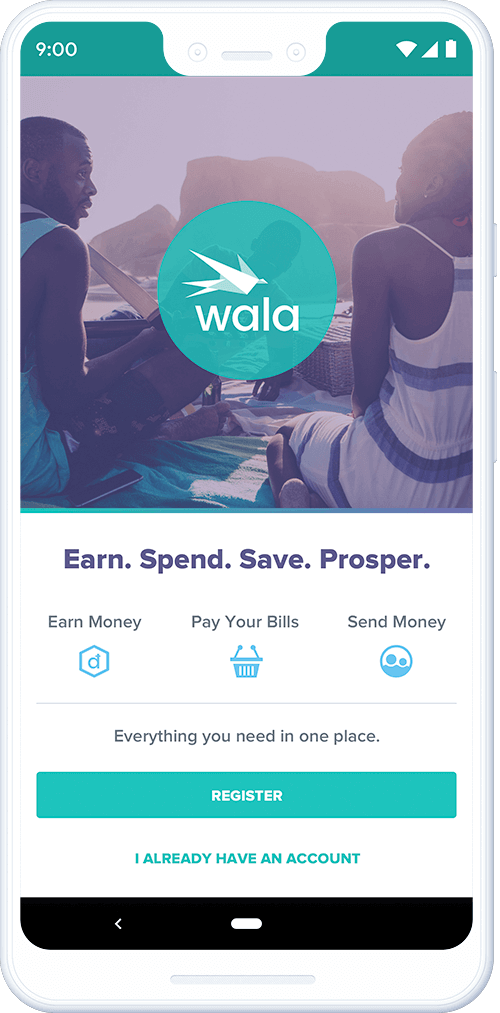 9:00
wala
Earn. Spend. Save. Prosper.
Earn Money Pay Your Bills Send Money
Everything you need in one place.
REGISTER
I ALREADY HAVE AN ACCOUNT